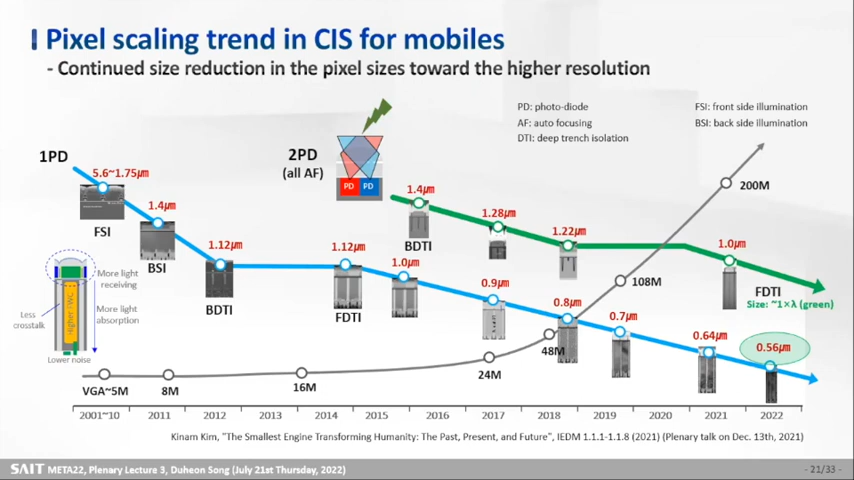 Pixel scaling trend in CIS for mobiles
- Continued size reduction in the pixel sizes toward the higher resolution
PD: photo-diode
AF: auto focusing
DTI: deep trench isolation
FSI: front side illumination
BSI: back side illumination
1PD
5.6~1.75㎛
FSI
1.4㎛
BSI
1.12㎛
BDTI
1.12㎛
FDTI
1.0㎛
0.9㎛
0.8㎛
0.7㎛
0.64㎛
0.56㎛
2PD
(all AF)
PD
PD
1.4㎛
BDTI
1.28㎛
1.22㎛
1.0㎛
FDTI
Size: ~1×λ (green)
More light
receiving
More light
absorption
Less
crosstalk
Higher FWC
Lower noise
VGA~5M
8M
16M
24M
48M
108M
200M
2001~10
2011
2012
2013
2014
2015
2016
2017
2018
2019
2020
2021
2022
Kinam Kim, "The Smallest Engine Transforming Humanity: The Past, Present, and Future", IEDM 1.1.1-1.1.8 (2021) (Plenary talk on Dec. 13th, 2021)
SAIT META22, Plenary Lecture 3, Duheon Song (July 21st Thursday, 2022)
- 21/33 -